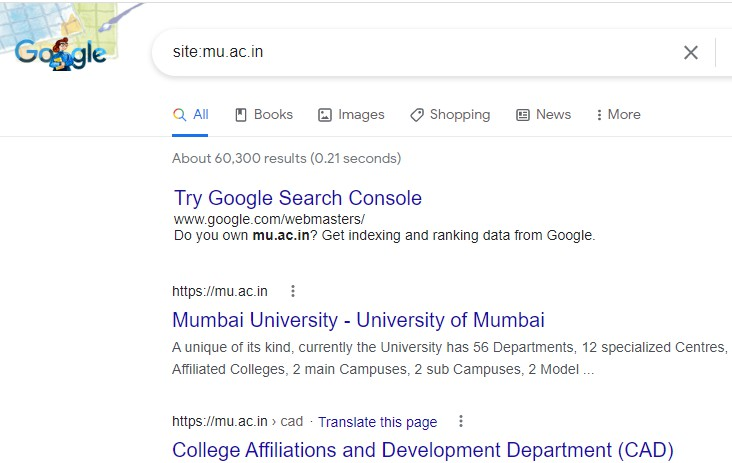 Google
site:mu.ac.in
All Books Images Shopping News More
About 60,300 results (0.21 seconds)
Try Google Search Console
www.google.com/webmasters/
Do you own mu.ac.in? Get indexing and ranking data from Google.
https://mu.ac.in
Mumbai University - University of Mumbai
A unique of its kind, currently the University has 56 Departments, 12 specialized Centres,
Affiliated Colleges, 2 main Campuses, 2 sub Campuses, 2 Model ...
https://mu.ac.in › cad · Translate this page
College Affiliations and Development Department (CAD)